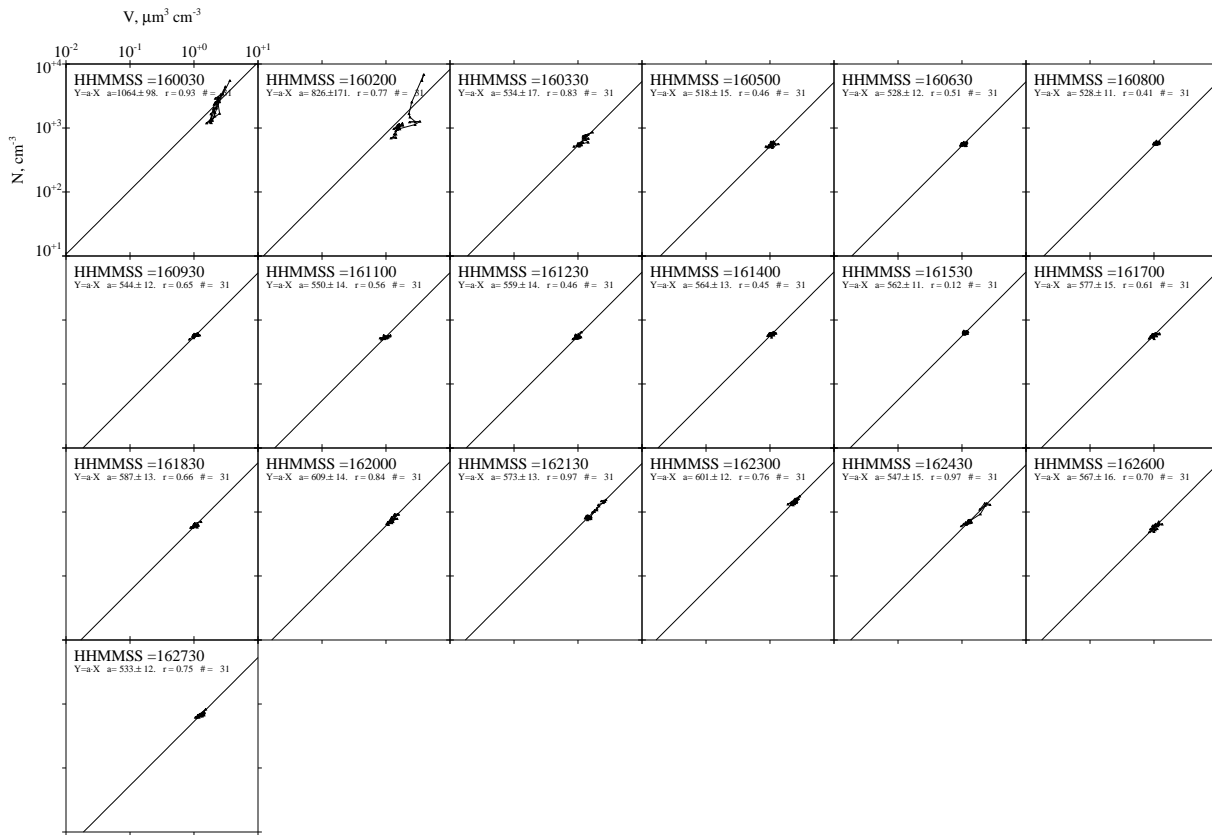 V, μm³ cm⁻³
10⁻² 10⁻¹ 10⁺⁰ 10⁺¹
N, cm⁻³
10⁺⁴
10⁺³
10⁺²
10⁺¹
HHMMSS =160030
Y=a·X a=1064.± 98. r = 0.93 # = 31
HHMMSS =160200
Y=a·X a= 826.±171. r = 0.77 # = 31
HHMMSS =160330
Y=a·X a= 534.± 17. r = 0.83 # = 31
HHMMSS =160500
Y=a·X a= 518.± 15. r = 0.46 # = 31
HHMMSS =160630
Y=a·X a= 528.± 12. r = 0.51 # = 31
HHMMSS =160800
Y=a·X a= 528.± 11. r = 0.41 # = 31
HHMMSS =160930
Y=a·X a= 544.± 12. r = 0.65 # = 31
HHMMSS =161100
Y=a·X a= 550.± 14. r = 0.56 # = 31
HHMMSS =161230
Y=a·X a= 559.± 14. r = 0.46 # = 31
HHMMSS =161400
Y=a·X a= 564.± 13. r = 0.45 # = 31
HHMMSS =161530
Y=a·X a= 562.± 11. r = 0.12 # = 31
HHMMSS =161700
Y=a·X a= 577.± 15. r = 0.61 # = 31
HHMMSS =161830
Y=a·X a= 587.± 13. r = 0.66 # = 31
HHMMSS =162000
Y=a·X a= 609.± 14. r = 0.84 # = 31
HHMMSS =162130
Y=a·X a= 573.± 13. r = 0.97 # = 31
HHMMSS =162300
Y=a·X a= 601.± 12. r = 0.76 # = 31
HHMMSS =162430
Y=a·X a= 547.± 15. r = 0.97 # = 31
HHMMSS =162600
Y=a·X a= 567.± 16. r = 0.70 # = 31
HHMMSS =162730
Y=a·X a= 533.± 12. r = 0.75 # = 31